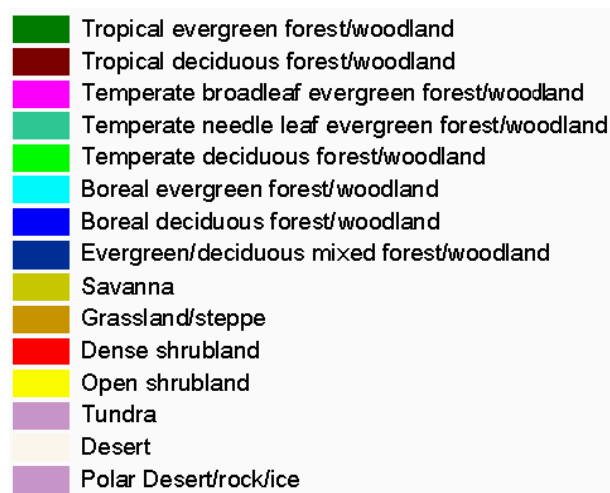 Tropical evergreen forest/woodland
Tropical deciduous forest/woodland
Temperate broadleaf evergreen forest/woodland
Temperate needle leaf evergreen forest/woodland
Temperate deciduous forest/woodland
Boreal evergreen forest/woodland
Boreal deciduous forest/woodland
Evergreen/deciduous mixed forest/woodland
Savanna
Grassland/steppe
Dense shrubland
Open shrubland
Tundra
Desert
Polar Desert/rock/ice